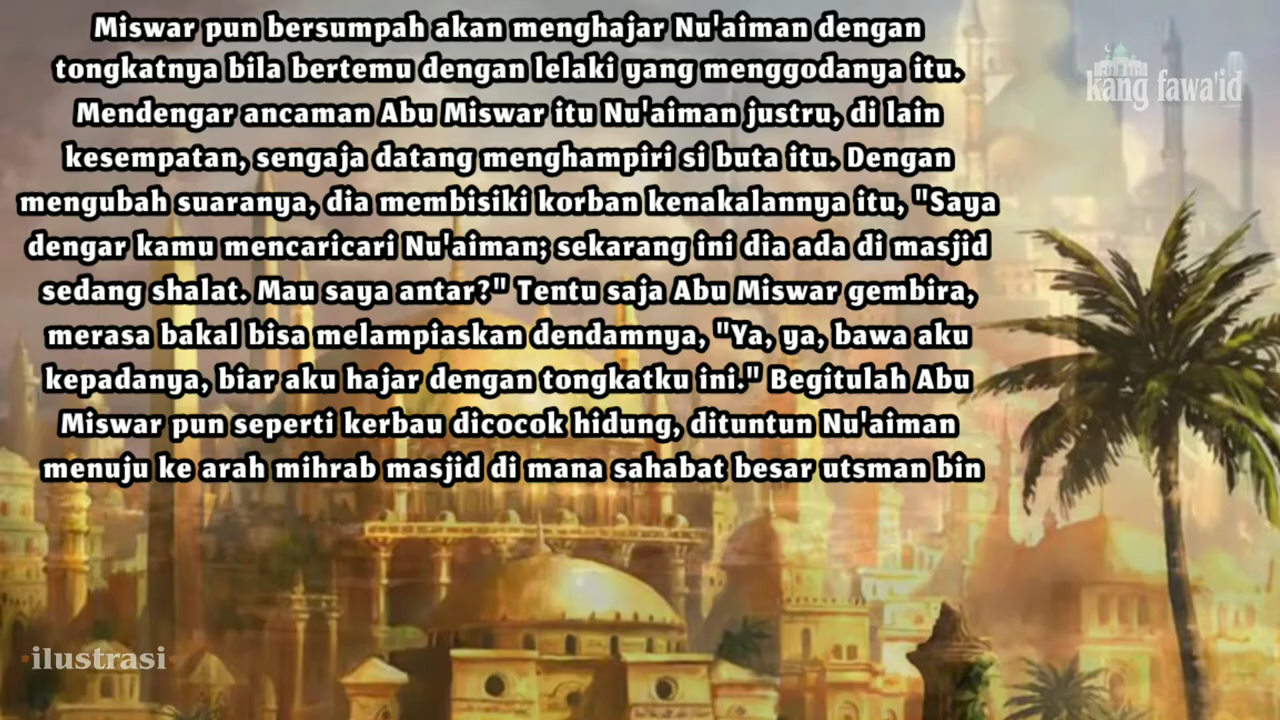 Miswar pun bersumpah akan menghajar Nu'aiman dengan
tongkatnya bila bertemu dengan lelaki yang menggodanya itu.
Mendengar ancaman Abu Miswar itu Nu'aiman justru, di lain
kesempatan, sengaja datang menghampiri si buta itu. Dengan
mengubah suaranya, dia membisiki korban kenakalannya itu, "Saya
dengar kamu mencaricari Nu'aiman; sekarang ini dia ada di masjid
sedang shalat. Mau saya antar?" Tentu saja Abu Miswar gembira,
merasa bakal bisa melampiaskan dendamnya, "Ya, ya, bawa aku
kepadanya, biar aku hajar dengan tongkatku ini." Begitulah Abu
Miswar pun seperti kerbau dicocok hidung, dituntun Nu'aiman
menuju ke arah mihrab masjid di mana sahabat besar utsman bin
kang fawa'id
·ilustrasi·